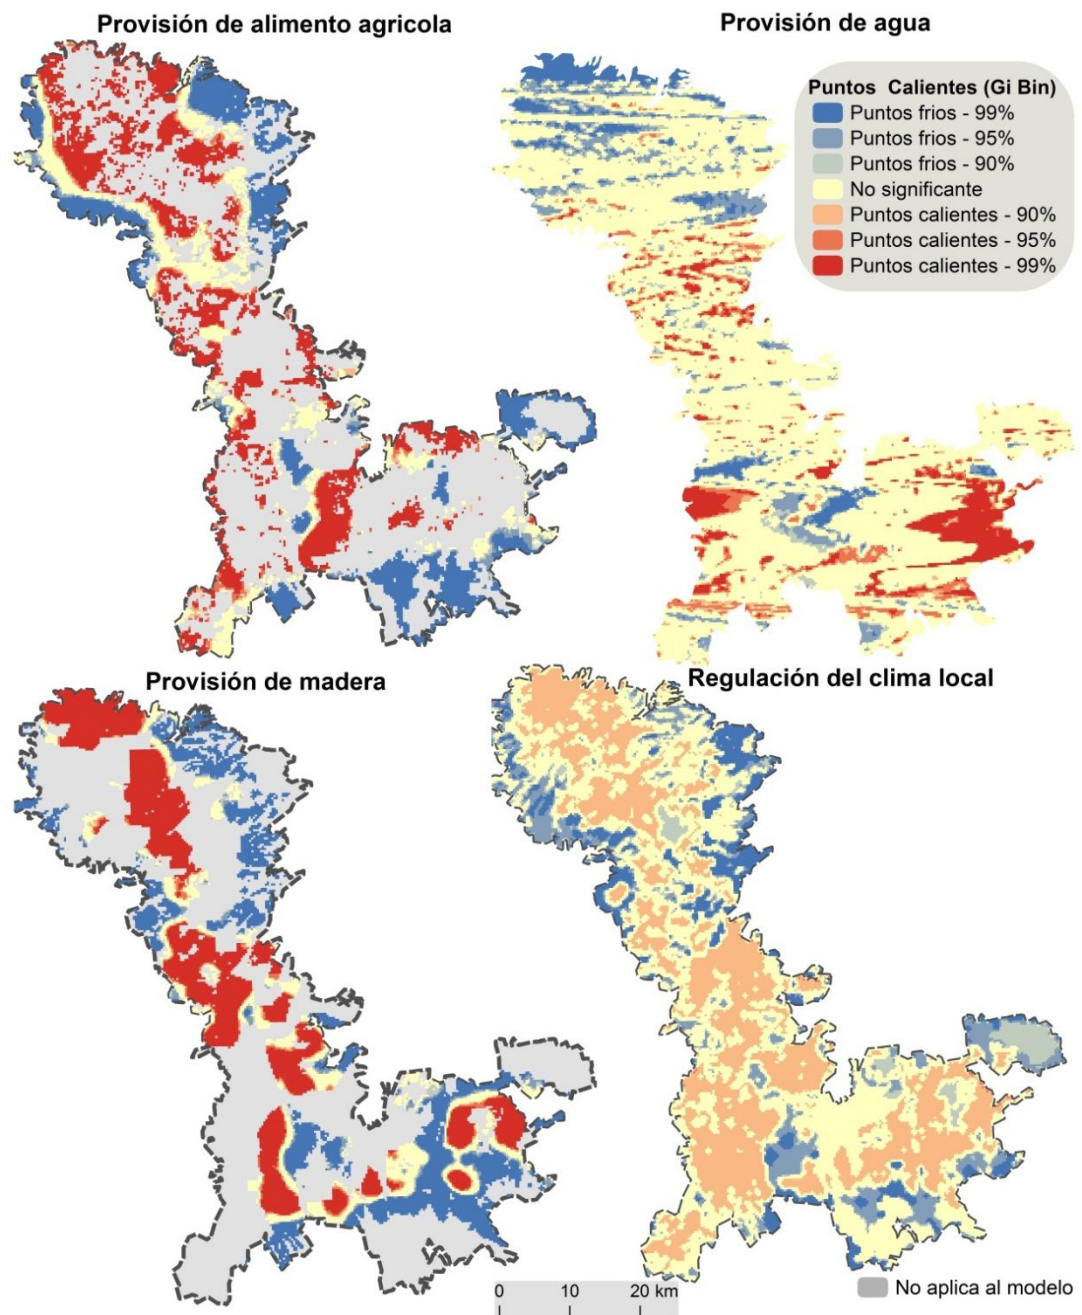 Provisión de alimento agricola
Provisión de agua
Puntos Calientes (Gi Bin)
Puntos frios - 99%
Puntos frios - 95%
Puntos frios - 90%
No significante
Puntos calientes - 90%
Puntos calientes - 95%
Puntos calientes - 99%
Provisión de madera
Regulación del clima local
0 10 20 km
No aplica al modelo